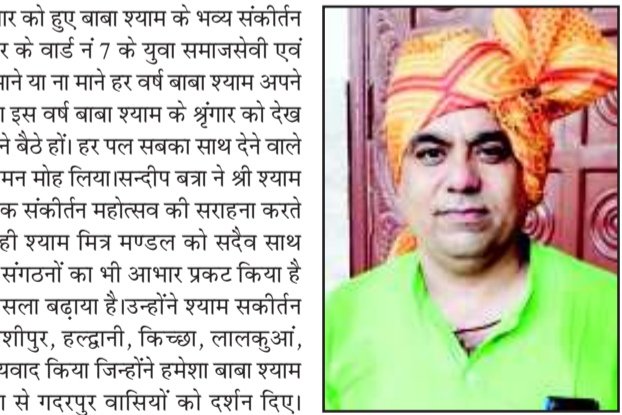 को हुए बाबा श्याम के भव्य संकीर्तन
के वार्ड नं 7 के युवा समाजसेवी एवं
माने या ना माने हर वर्ष बाबा श्याम अपने
इस वर्ष बाबा श्याम के श्रृंगार को देख
बैठे हों। हर पल सबका साथ देने वाले
मन मोह लिया।सन्दीप बत्रा ने श्री श्याम
संकीर्तन महोत्सव की सराहना करते
ही श्याम मित्र मण्डल को सदैव साथ
संगठनों का भी आभार प्रकट किया है
बढ़ाया है।उन्होंने श्याम सकीर्तन
हल्द्वानी, किच्छा, लालकुआं,
किया जिन्होंने हमेशा बाबा श्याम
से गदरपुर वासियों को दर्शन दिए।